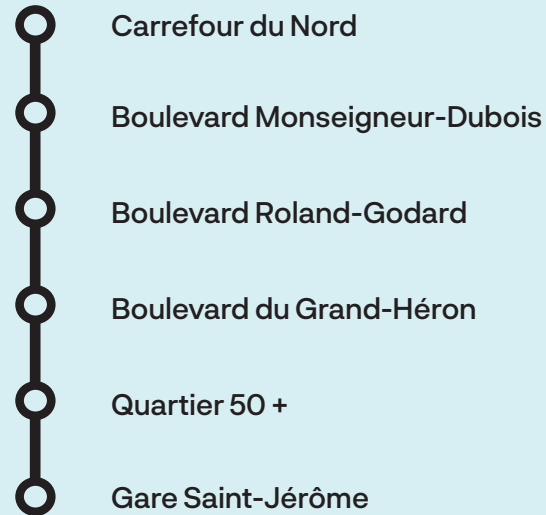 Carrefour du Nord
Boulevard Monseigneur-Dubois
Boulevard Roland-Godard
Boulevard du Grand-Héron
Quartier 50 +
Gare Saint-Jérôme